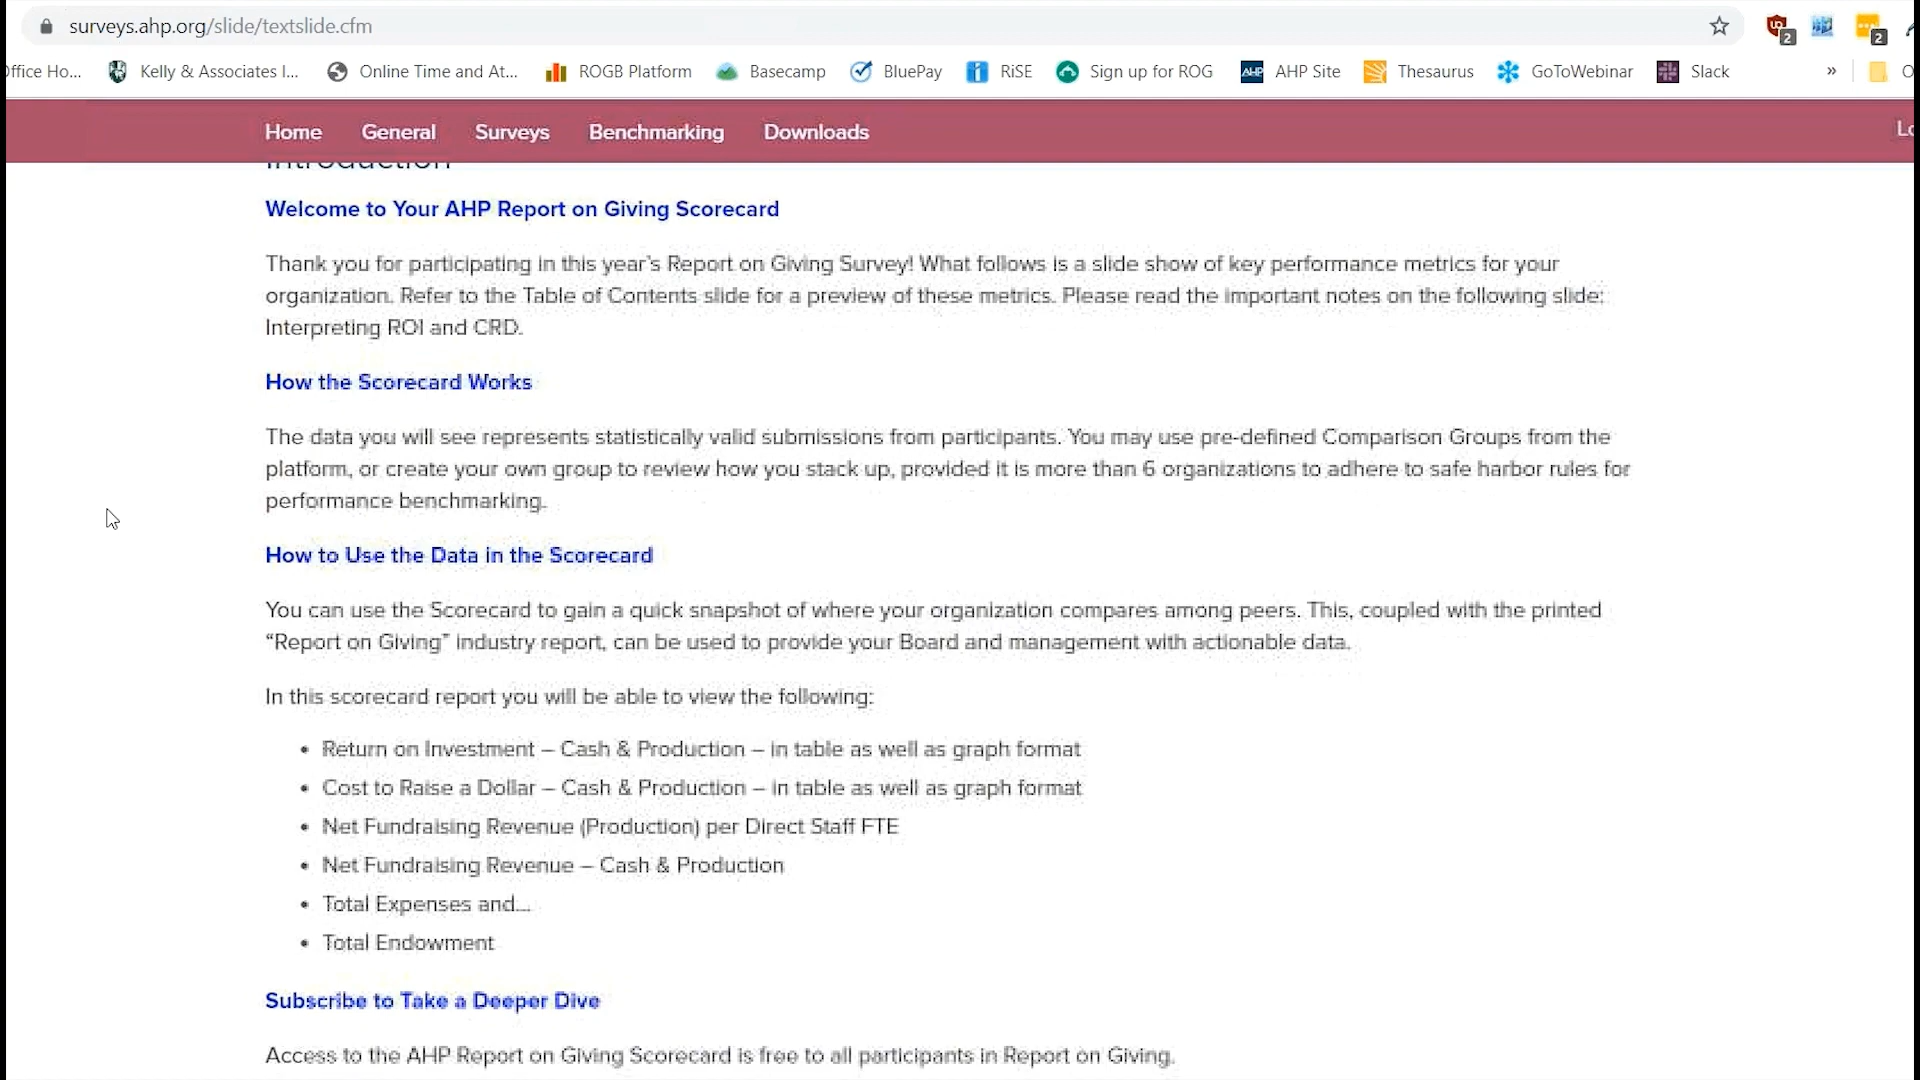 surveys.ahp.org/slide/textslide.cfm
2 2
ffice Ho... Kelly & Associates I... Online Time and At... ROGB Platform Basecamp BluePay RiSE Sign up for ROG AHP AHP Site Thesaurus GoToWebinar Slack » O
Home General Surveys Benchmarking Downloads Lo
Introduction
Welcome to Your AHP Report on Giving Scorecard
Thank you for participating in this year's Report on Giving Survey! What follows is a slide show of key performance metrics for your
organization. Refer to the Table of Contents slide for a preview of these metrics. Please read the important notes on the following slide:
Interpreting ROI and CRD.
How the Scorecard Works
The data you will see represents statistically valid submissions from participants. You may use pre-defined Comparison Groups from the
platform, or create your own group to review how you stack up, provided it is more than 6 organizations to adhere to safe harbor rules for
performance benchmarking.
How to Use the Data in the Scorecard
You can use the Scorecard to gain a quick snapshot of where your organization compares among peers. This, coupled with the printed
“Report on Giving” industry report, can be used to provide your Board and management with actionable data.
In this scorecard report you will be able to view the following:
• Return on Investment – Cash & Production – in table as well as graph format
• Cost to Raise a Dollar – Cash & Production – in table as well as graph format
• Net Fundraising Revenue (Production) per Direct Staff FTE
• Net Fundraising Revenue – Cash & Production
• Total Expenses and...
• Total Endowment
Subscribe to Take a Deeper Dive
Access to the AHP Report on Giving Scorecard is free to all participants in Report on Giving.